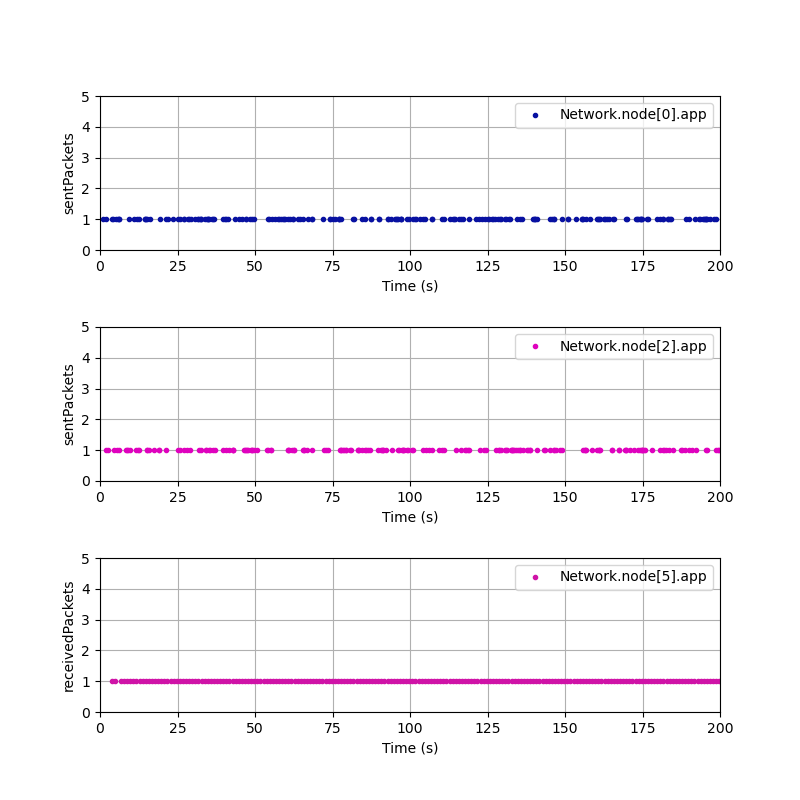 5
4
3
2
1
0
sentPackets
Network.node[0].app
0 25 50 75 100 125 150 175 200
Time (s)
5
4
3
2
1
0
sentPackets
Network.node[2].app
0 25 50 75 100 125 150 175 200
Time (s)
5
4
3
2
1
0
receivedPackets
Network.node[5].app
0 25 50 75 100 125 150 175 200
Time (s)